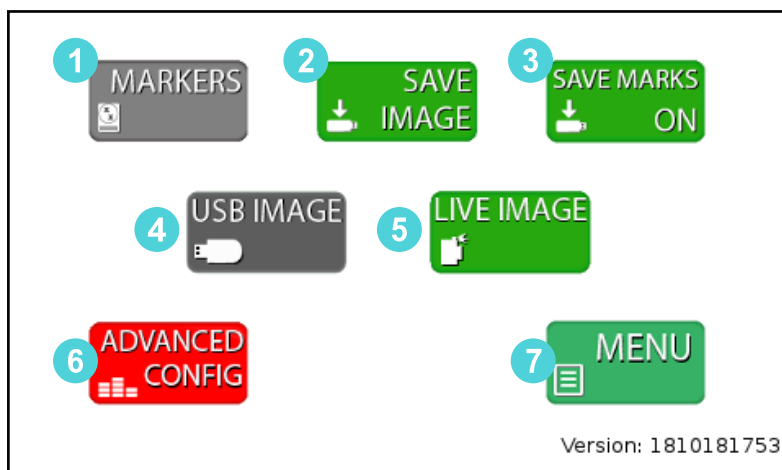 1
MARKERS
2
SAVE
IMAGE
3
SAVE MARKS
ON
4
USB IMAGE
5
LIVE IMAGE
6
ADVANCED
CONFIG
7
MENU
Version: 1810181753